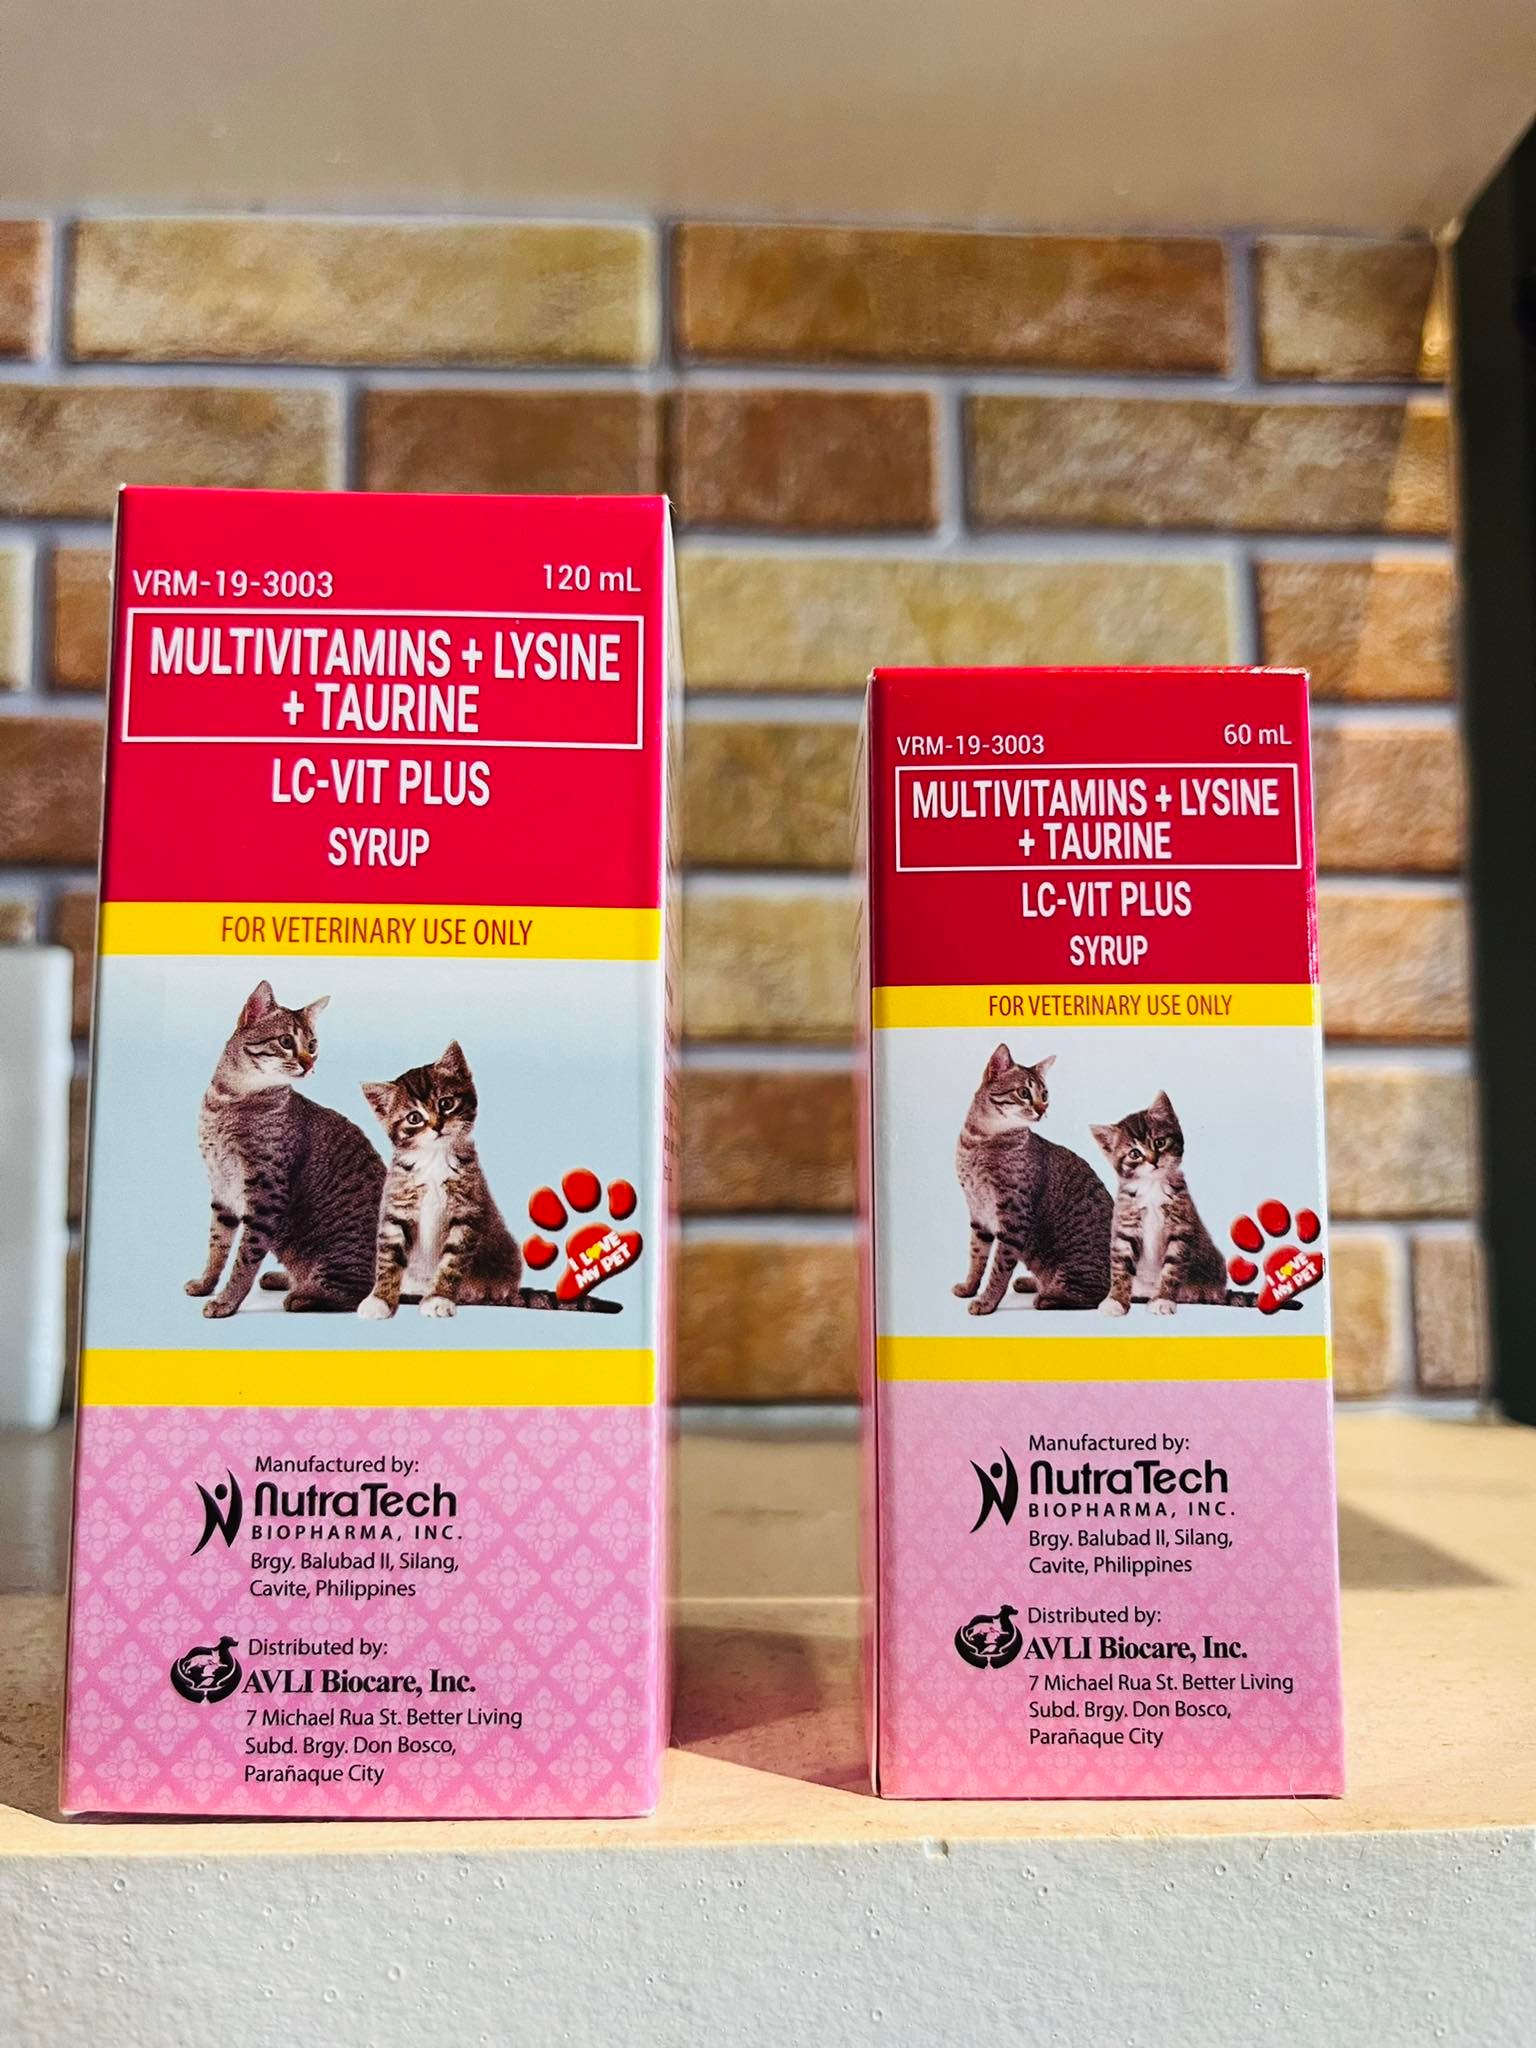 VRM-19-3003 120 mL
MULTIVITAMINS + LYSINE
+ TAURINE
LC-VIT PLUS
SYRUP
FOR VETERINARY USE ONLY
I LOVE
My PET
Manufactured by:
NutraTech
BIOPHARMA, INC.
Brgy. Balubad II, Silang,
Cavite, Philippines
Distributed by:
AVLI Biocare, Inc.
7 Michael Rua St. Better Living
Subd. Brgy. Don Bosco,
Parañaque City
VRM-19-3003 60 mL
MULTIVITAMINS + LYSINE
+ TAURINE
LC-VIT PLUS
SYRUP
FOR VETERINARY USE ONLY
I LOVE
My PET
Manufactured by:
NutraTech
BIOPHARMA, INC.
Brgy. Balubad II, Silang,
Cavite, Philippines
Distributed by:
AVLI Biocare, Inc.
7 Michael Rua St. Better Living
Subd. Brgy. Don Bosco,
Parañaque City